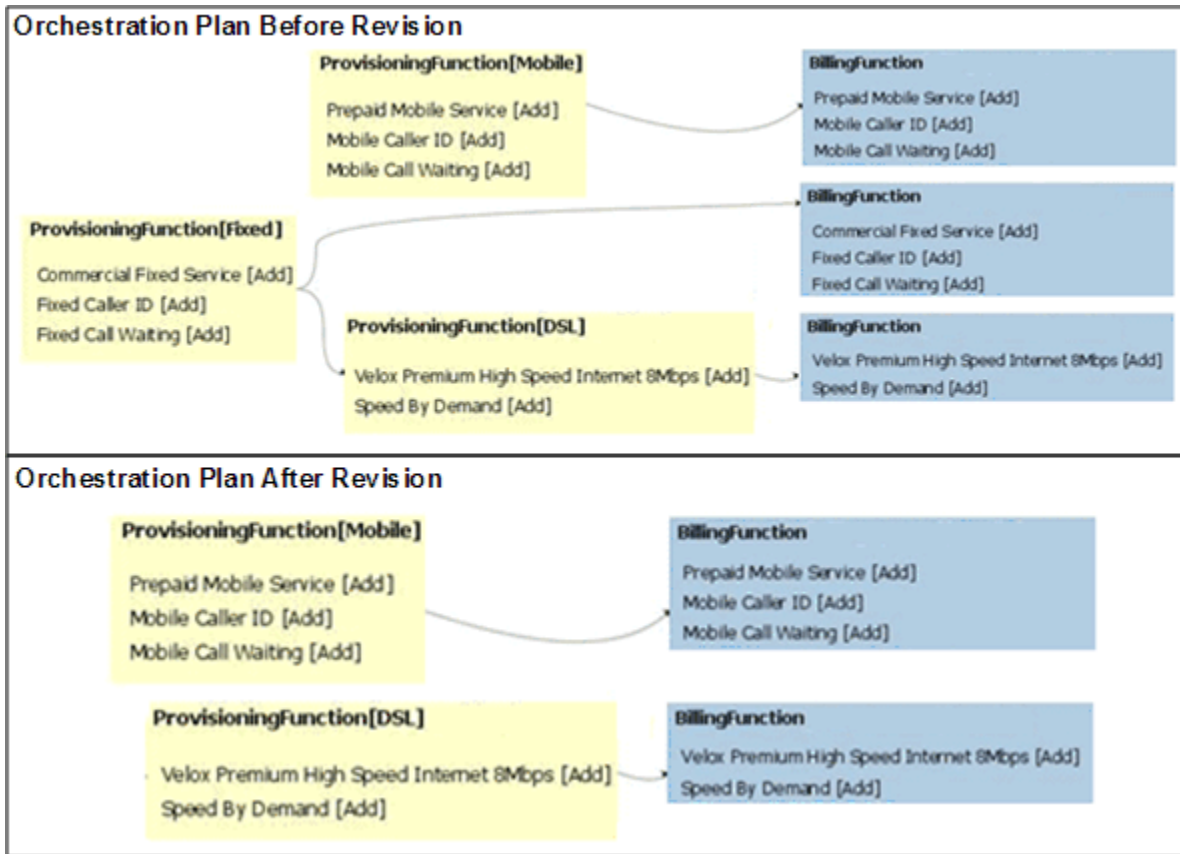 Orchestration Plan Before Revision
ProvisioningFunction[Mobile]
Prepaid Mobile Service [Add]
Mobile Caller ID [Add]
Mobile Call Waiting [Add]
BillingFunction
Prepaid Mobile Service [Add]
Mobile Caller ID [Add]
Mobile Call Waiting [Add]
ProvisioningFunction[Fixed]
Commercial Fixed Service [Add]
Fixed Caller ID [Add]
Fixed Call Waiting [Add]
BillingFunction
Commercial Fixed Service [Add]
Fixed Caller ID [Add]
Fixed Call Waiting [Add]
ProvisioningFunction[DSL]
Velox Premium High Speed Internet 8Mbps [Add]
Speed By Demand [Add]
BillingFunction
Velox Premium High Speed Internet 8Mbps [Add]
Speed By Demand [Add]
Orchestration Plan After Revision
ProvisioningFunction[Mobile]
Prepaid Mobile Service [Add]
Mobile Caller ID [Add]
Mobile Call Waiting [Add]
BillingFunction
Prepaid Mobile Service [Add]
Mobile Caller ID [Add]
Mobile Call Waiting [Add]
ProvisioningFunction[DSL]
Velox Premium High Speed Internet 8Mbps [Add]
Speed By Demand [Add]
BillingFunction
Velox Premium High Speed Internet 8Mbps [Add]
Speed By Demand [Add]